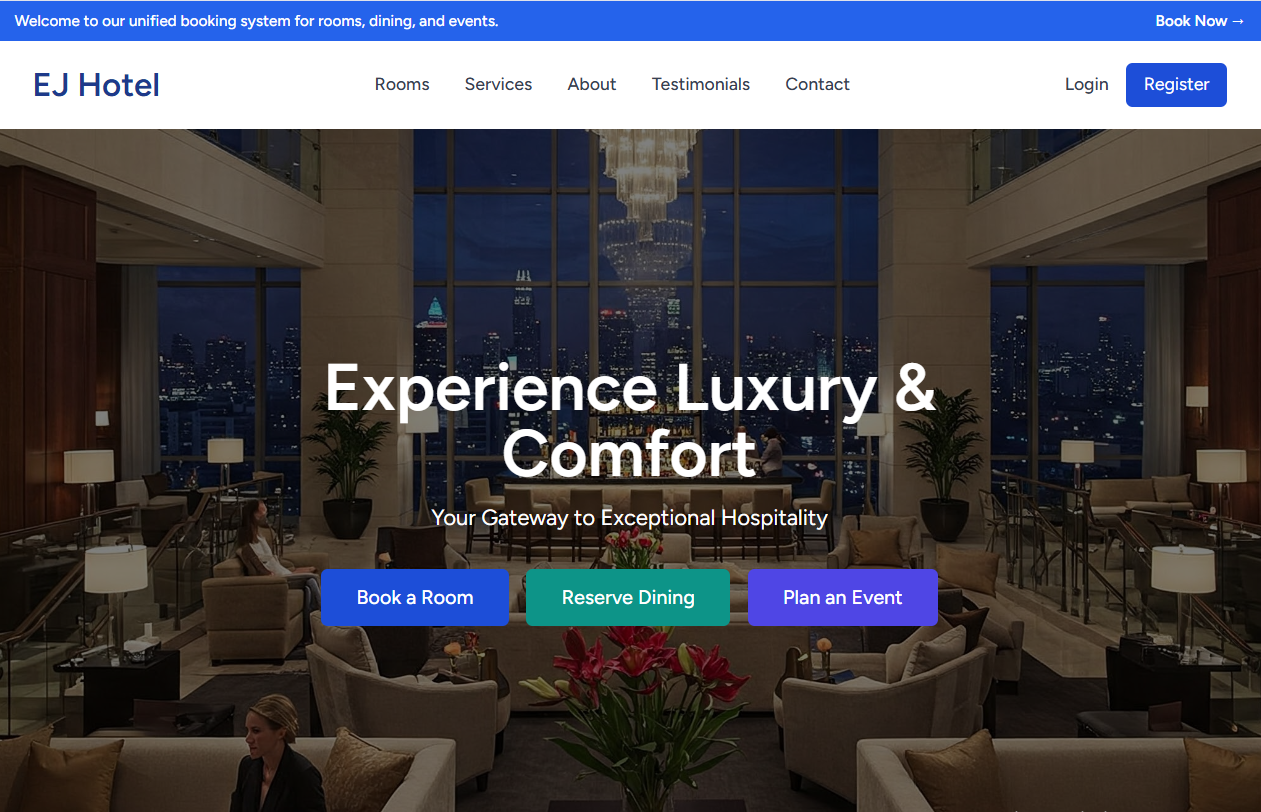 Welcome to our unified booking system for rooms, dining, and events.
Book Now →
EJ Hotel
Rooms
Services
About
Testimonials
Contact
Login
Register
Experience Luxury &
Comfort
Your Gateway to Exceptional Hospitality
Book a Room
Reserve Dining
Plan an Event